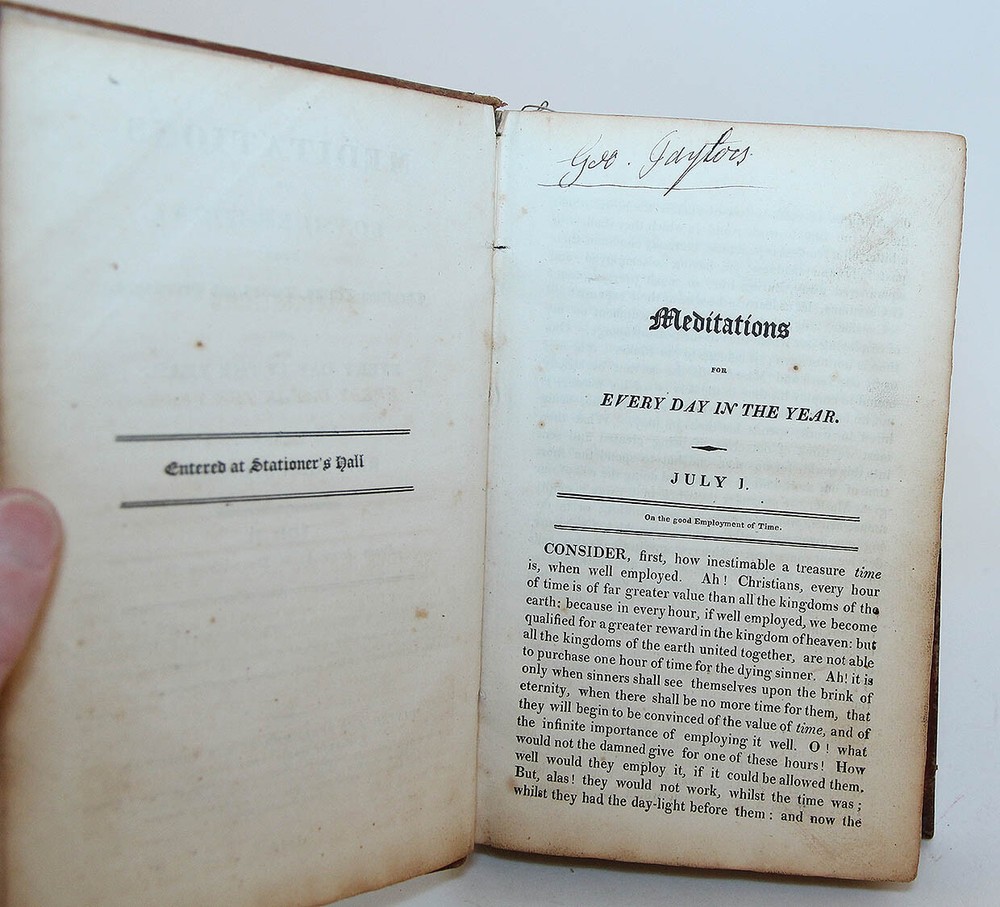 Entered at Stationer's Hall
Geo. Taylors
Meditations
FOR
EVERY DAY IN THE YEAR.
JULY 1.
On the good Employment of Time.
CONSIDER, first, how inestimable a treasure time
is, when well employed. Ah! Christians, every hour
of time is of far greater value than all the kingdoms of the
earth; because in every hour, if well employed, we become
qualified for a greater reward in the kingdom of heaven: but
all the kingdoms of the earth united together, are not able
to purchase one hour of time for the dying sinner. Ah! it is
only when sinners shall see themselves upon the brink of
eternity, when there shall be no more time for them, that
they will begin to be convinced of the value of time, and of
the infinite importance of employing it well. O! what
would not the damned give for one of these hours! How
well would they employ it, if it could be allowed them.
But, alas! they would not work, whilst the time was;
whilst they had the day-light before them: and now the